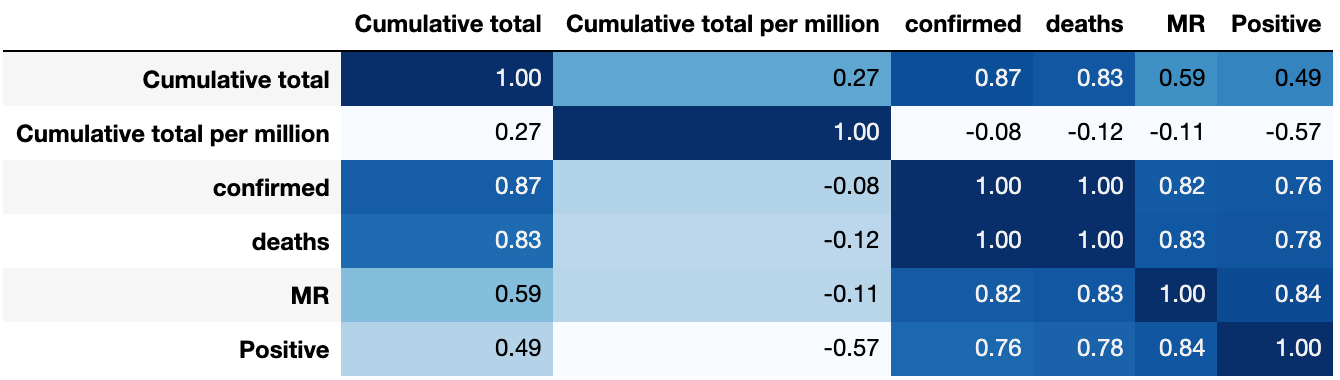 Cumulative total Cumulative total per million confirmed deaths MR Positive
Cumulative total 1.00 0.27 0.87 0.83 0.59 0.49
Cumulative total per million 0.27 1.00 -0.08 -0.12 -0.11 -0.57
confirmed 0.87 -0.08 1.00 1.00 0.82 0.76
deaths 0.83 -0.12 1.00 1.00 0.83 0.78
MR 0.59 -0.11 0.82 0.83 1.00 0.84
Positive 0.49 -0.57 0.76 0.78 0.84 1.00